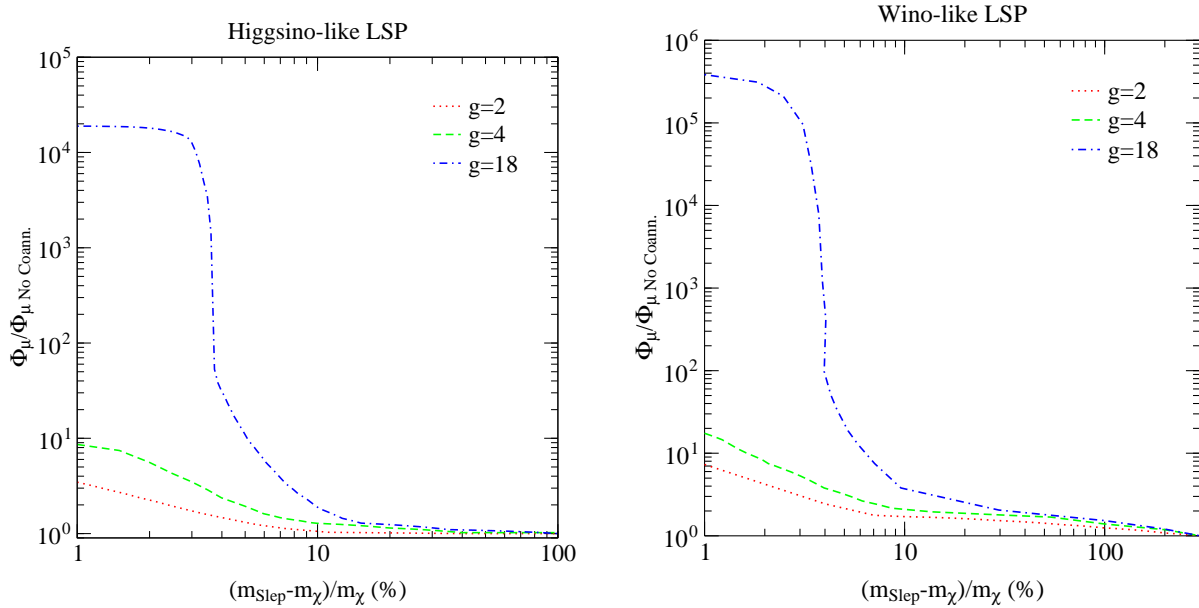 Higgsino-like LSP
10^5
10^4
10^3
10^2
10^1
10^0
Φμ/Φμ No Coann.
g=2
g=4
g=18
1
10
100
(mSlep-mχ)/mχ (%)
Wino-like LSP
10^6
10^5
10^4
10^3
10^2
10^1
10^0
Φμ/Φμ No Coann.
g=2
g=4
g=18
1
10
100
(mSlep-mχ)/mχ (%)